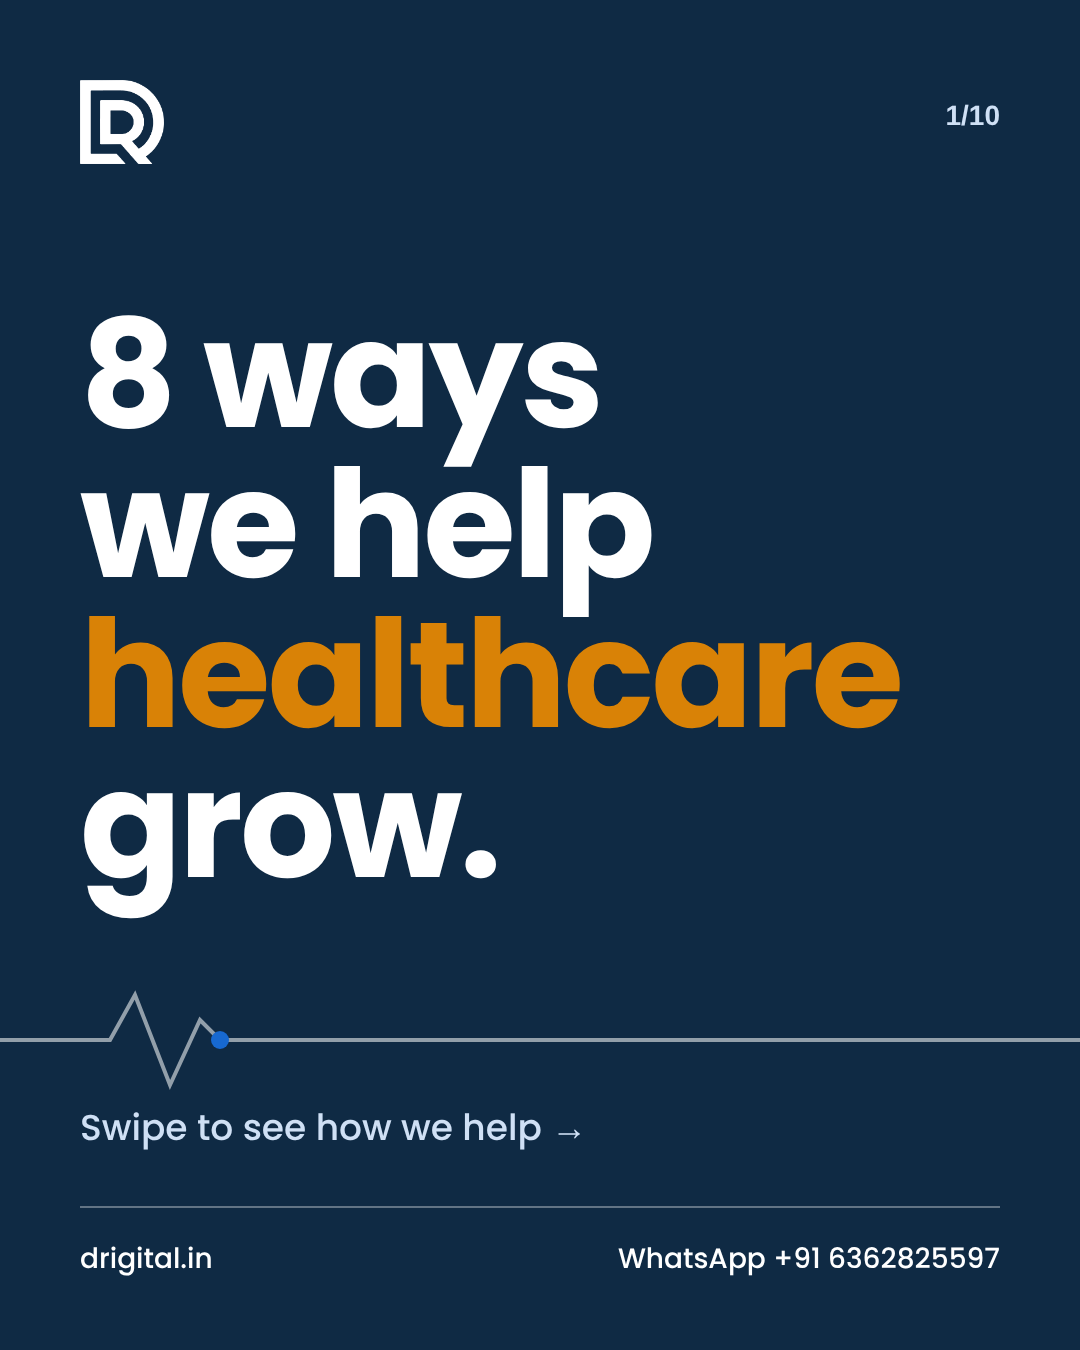 1/10
8 ways
we help
healthcare
grow.
Swipe to see how we help →
drigital.in
WhatsApp +91 6362825597